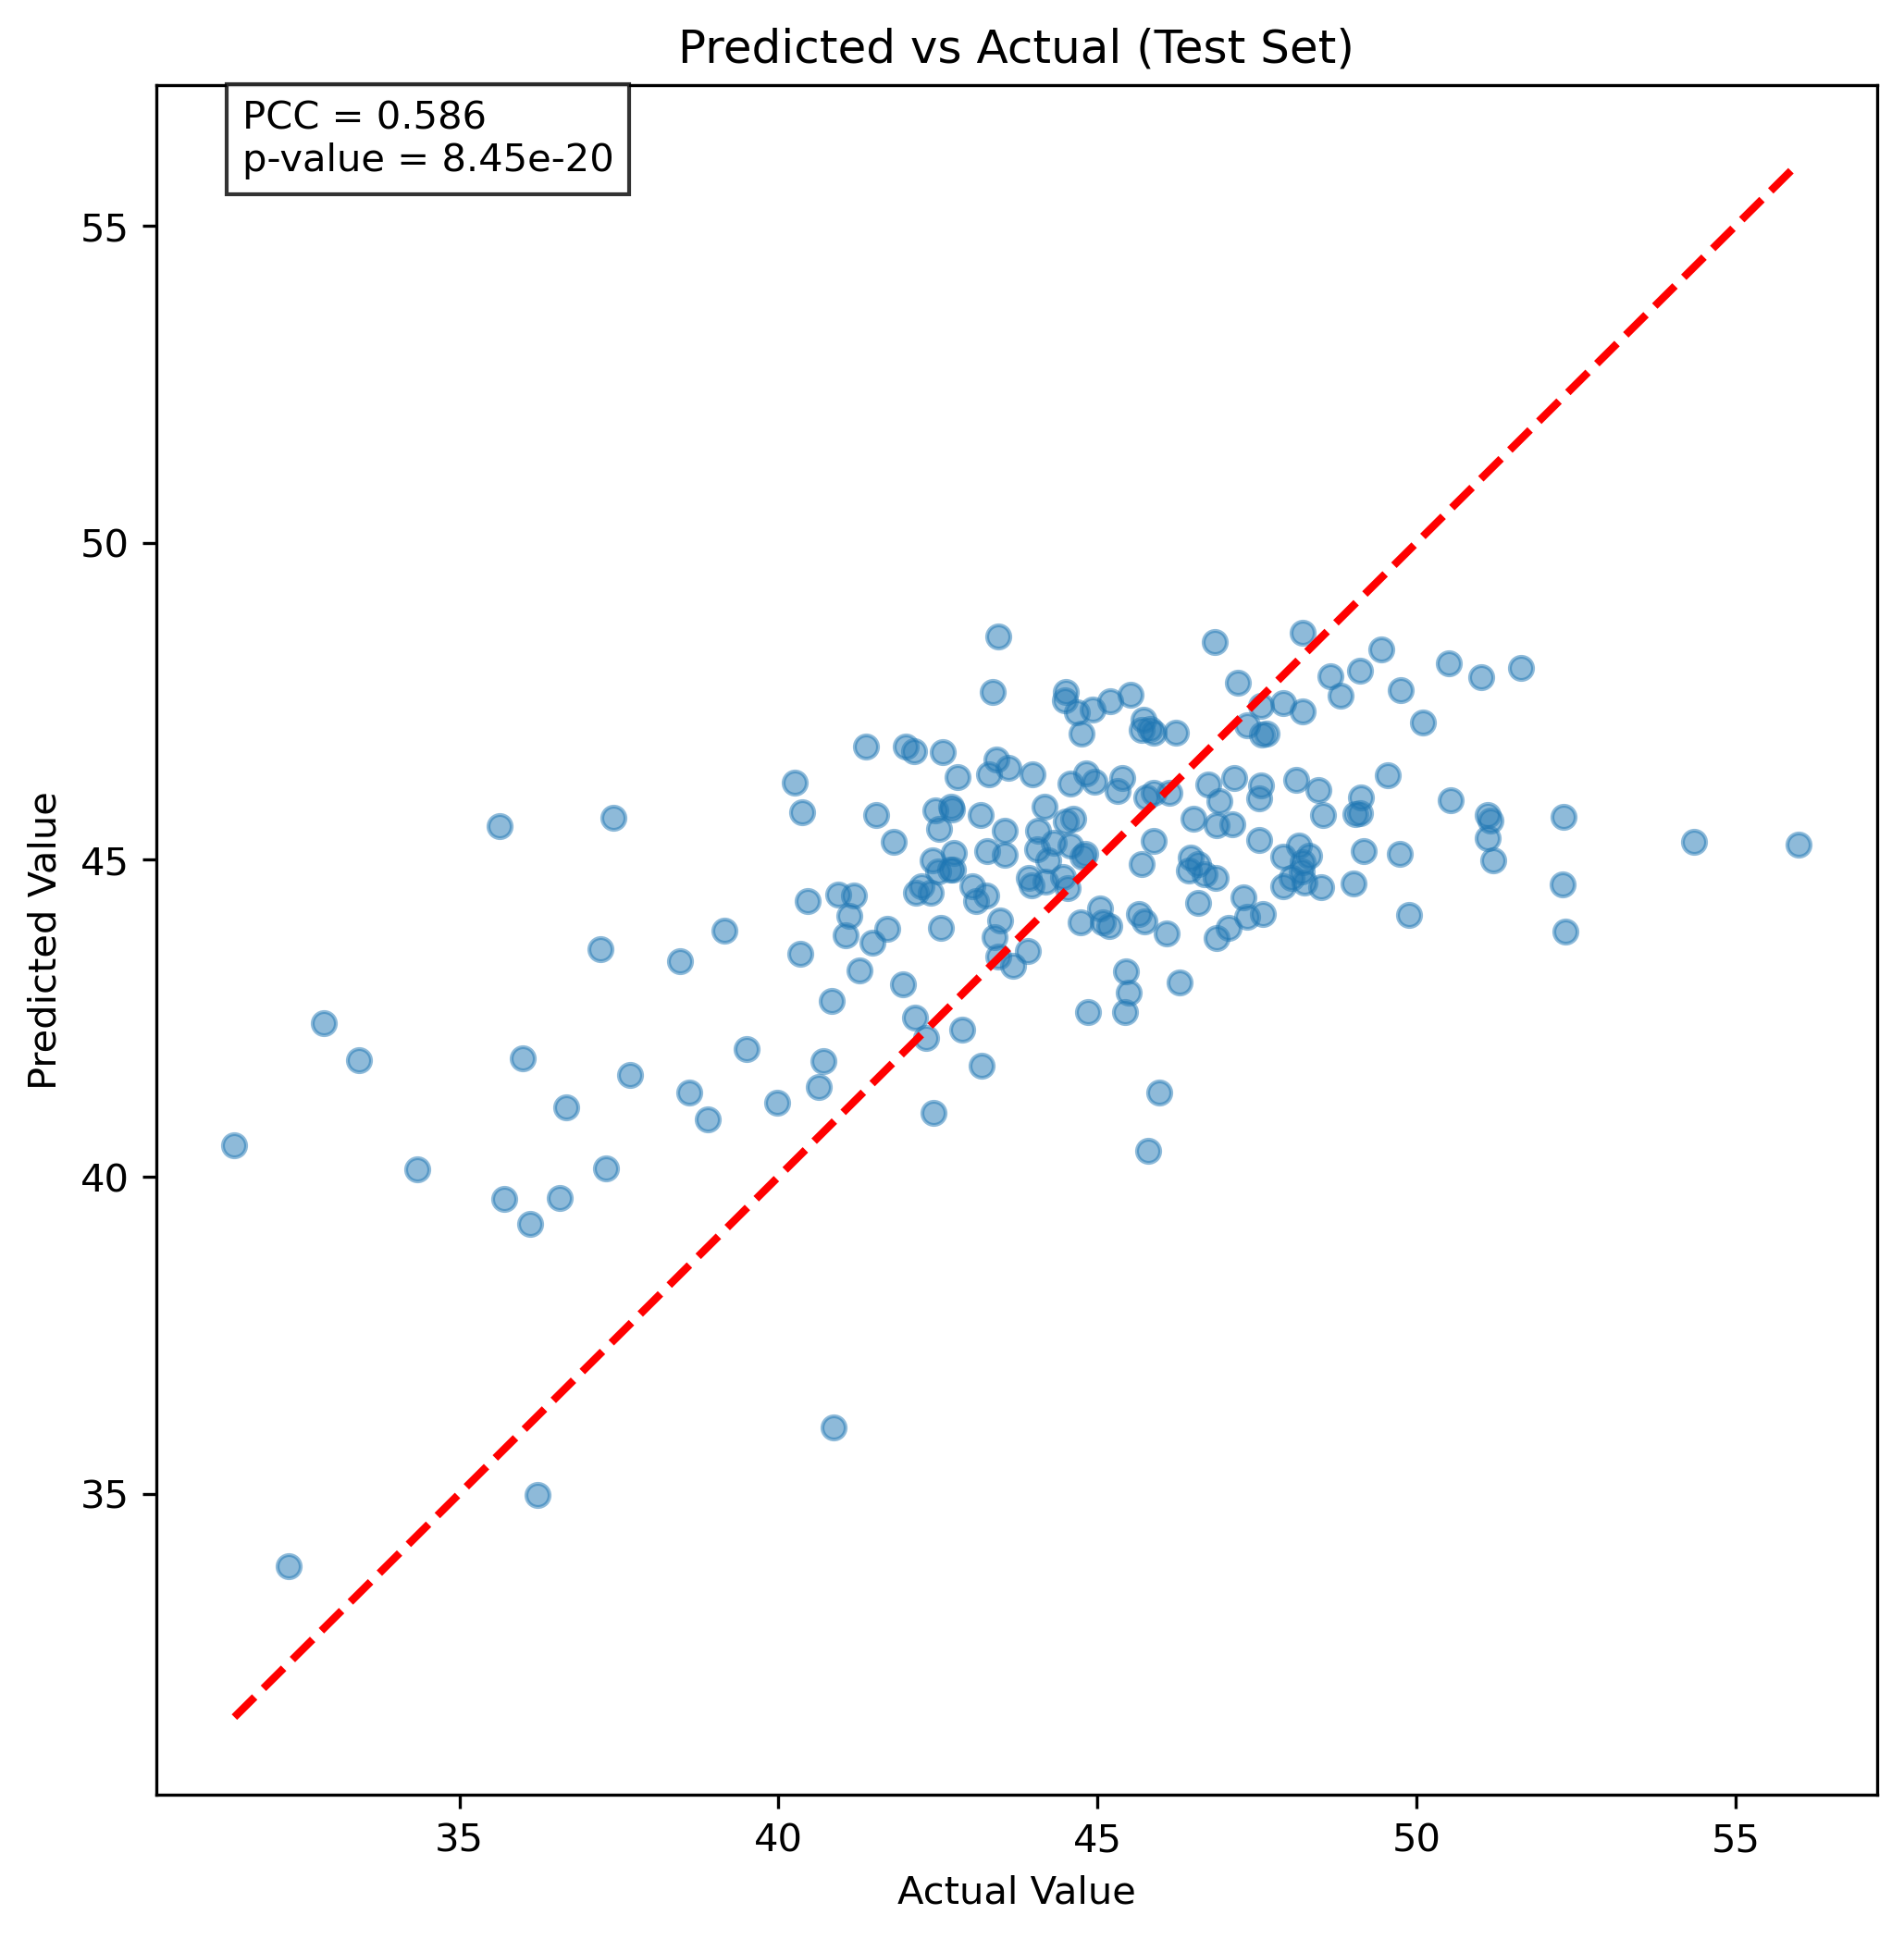 Predicted vs Actual (Test Set)
PCC = 0.586
p-value = 8.45e-20
55
50
45
40
35
Predicted Value
35 40 45 50 55
Actual Value